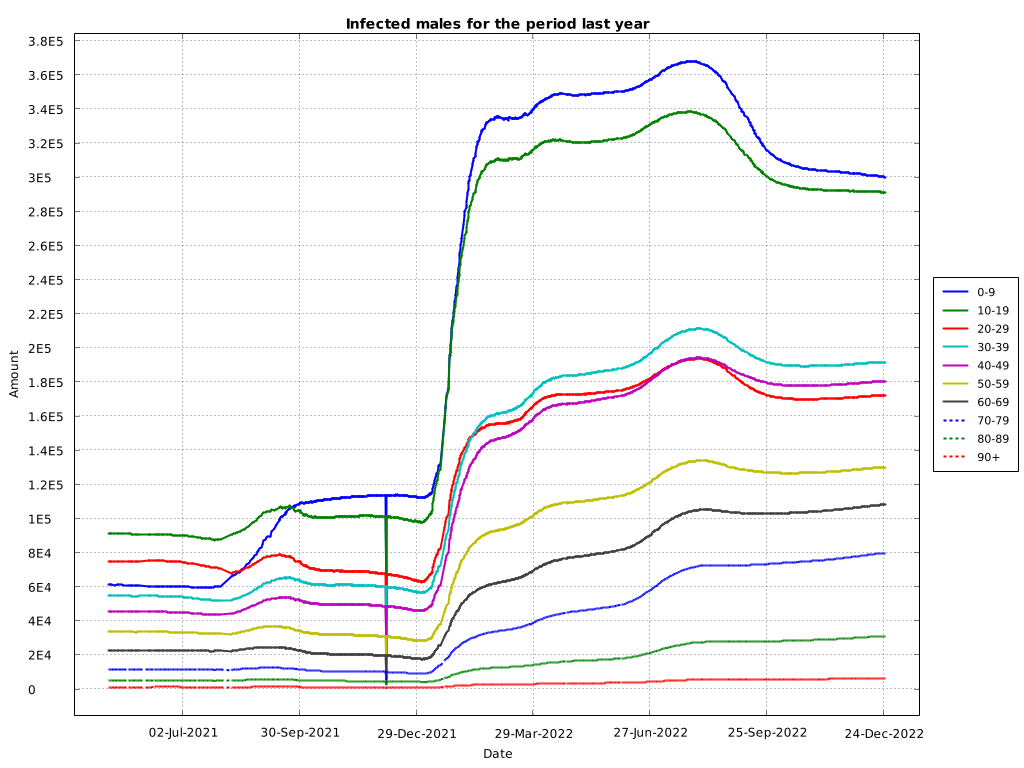 Infected males for the period last year
3.8E5
3.6E5
3.4E5
3.2E5
3E5
2.8E5
2.6E5
2.4E5
2.2E5
2E5
1.8E5
1.6E5
1.4E5
1.2E5
1E5
8E4
6E4
4E4
2E4
0
Amount
02-Jul-2021
30-Sep-2021
29-Dec-2021
29-Mar-2022
27-Jun-2022
25-Sep-2022
24-Dec-2022
Date
0-9
10-19
20-29
30-39
40-49
50-59
60-69
70-79
80-89
90+